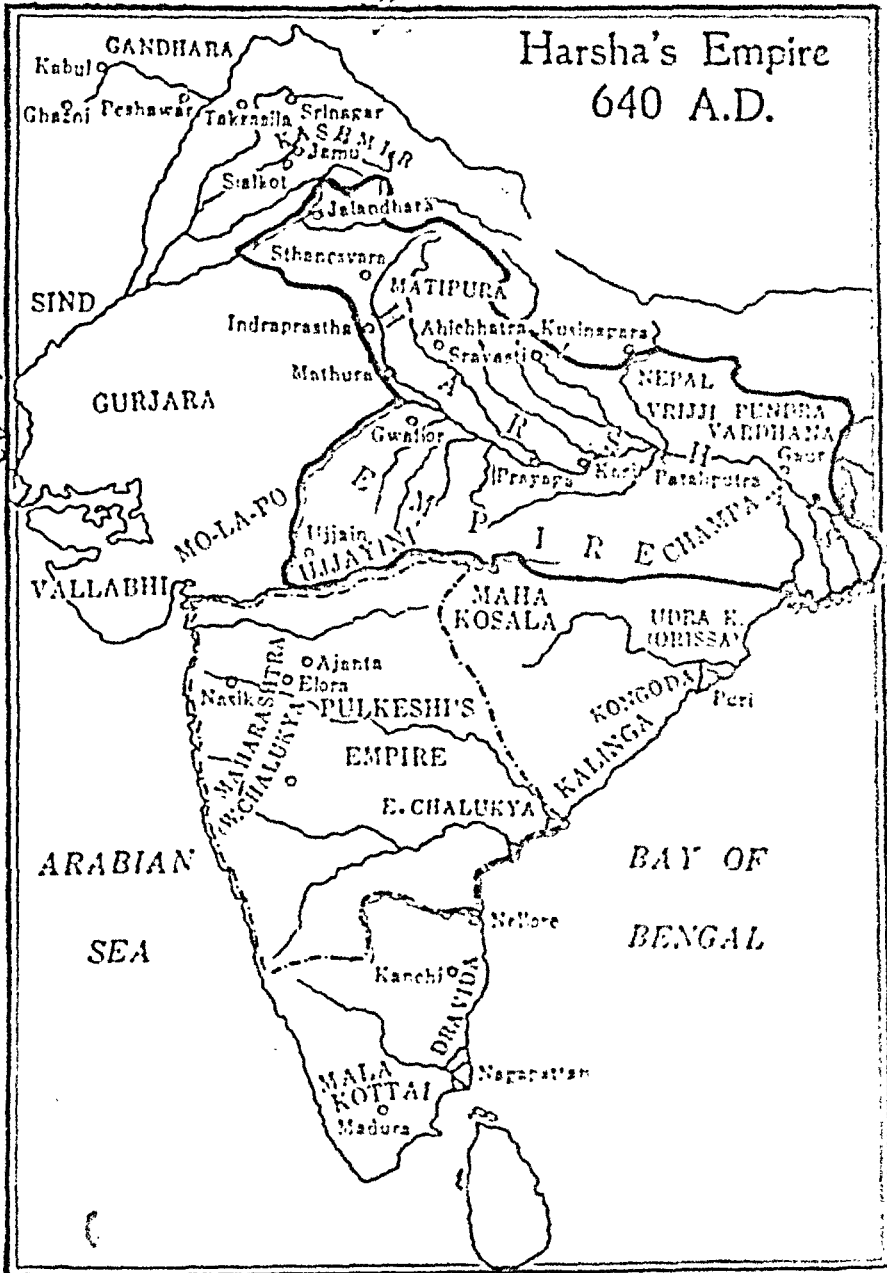 Harsha's Empire
640 A.D.
GANDHARA
Kabul
Ghazni
Peshawar
Takrasila
Srinagar
KASHMIR
Jamu
Sialkot
Jalandhara
Sthanesvara
SIND
MATIPURA
Indraprastha
Ahichhatra
Kusinagara
Sravasti
Mathura
NEPAL
GURJARA
VRIJJI PUNDRA
VARDHANA
Gwalior
Gaur
HARSH
Prayaga
Kasi
Pataliputra
MO-LA-PO
EMPIRE
CHAMPA
Ujjain
UJJAYINI
VALLABHI
MAHA
KOSALA
UDRA K.
(ORISSA)
Ajanta
Elora
Nasik
MAHARASHTRA
(W. CHALUKYA)
PULKESHI'S
EMPIRE
KONGODA
Puri
KALINGA
E. CHALUKYA
ARABIAN
SEA
BAY OF
BENGAL
Nellore
Kanchi
DRAVIDA
MALA
KOTTAI
Nagapattan
Madura